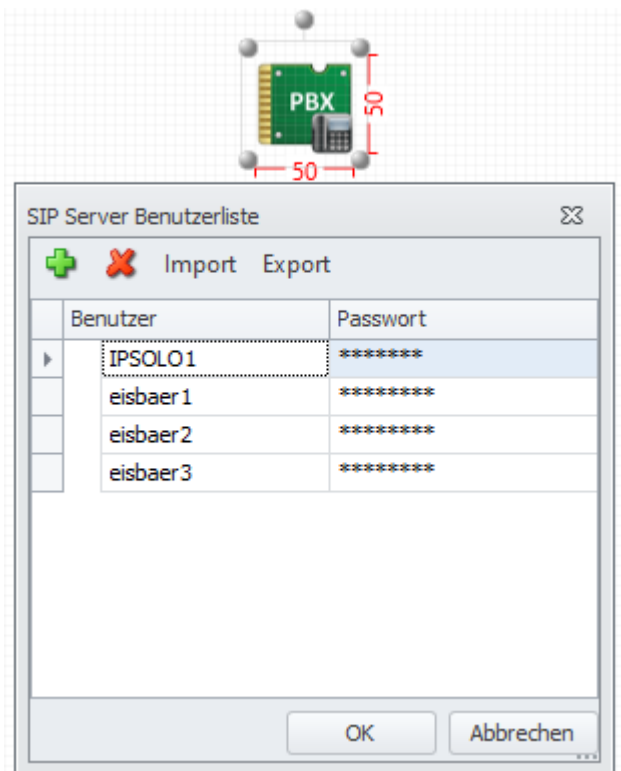 PBX
50
50
SIP Server Benutzerliste
Import Export
Benutzer Passwort
IPSOLO1 *******
eisbaer1 ********
eisbaer2 ********
eisbaer3 ********
OK Abbrechen